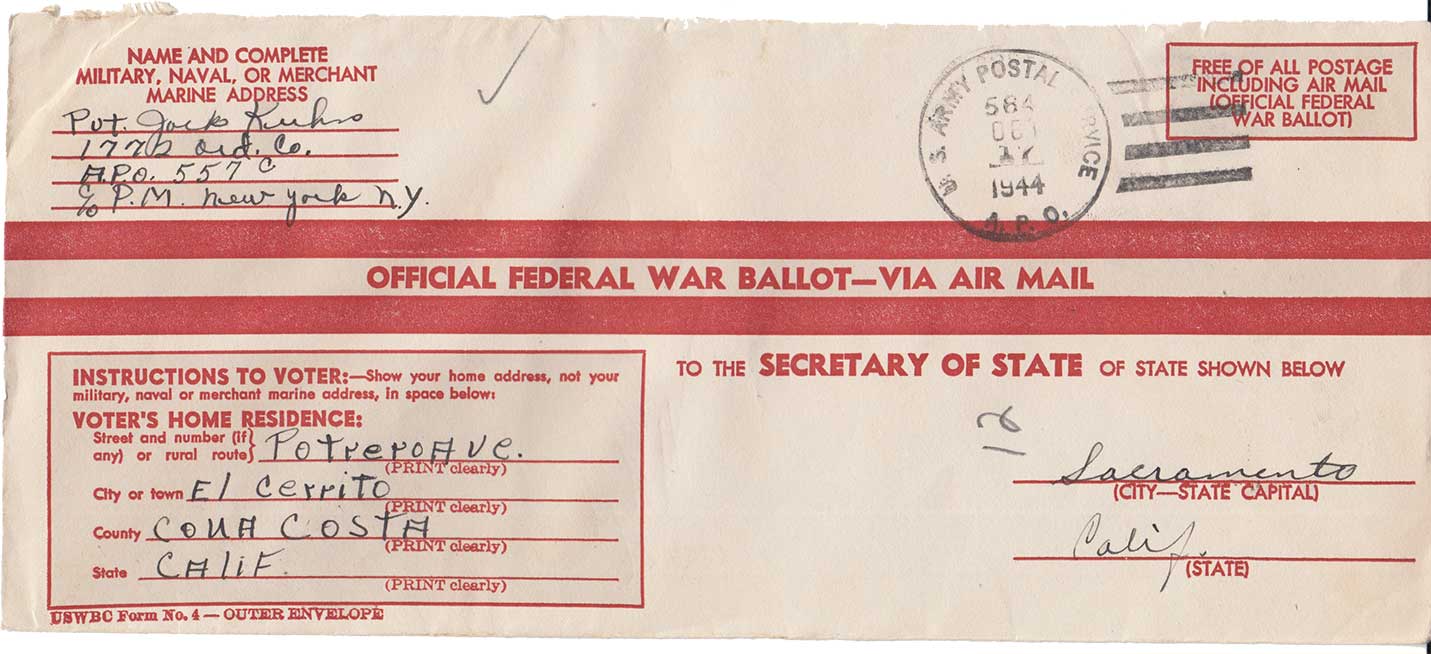 NAME AND COMPLETE
MILITARY, NAVAL, OR MERCHANT
MARINE ADDRESS
Pvt. Jack Kuhns
Ord. Co.
A.P.O. 557
c/o P.M. New York N.Y.
U. S. ARMY POSTAL SERVICE
584
OCT
17
1944
A. P. O.
FREE OF ALL POSTAGE
INCLUDING AIR MAIL
(OFFICIAL FEDERAL
WAR BALLOT)
OFFICIAL FEDERAL WAR BALLOT—VIA AIR MAIL
INSTRUCTIONS TO VOTER:—Show your home address, not your
military, naval or merchant marine address, in space below:
VOTER'S HOME RESIDENCE:
Street and number (if
any) or rural route} Potrero Ave.
(PRINT clearly)
City or town El Cerrito
(PRINT clearly)
County CONA COSTA
(PRINT clearly)
State CALIF.
(PRINT clearly)
USWBC Form No. 4 — OUTER ENVELOPE
TO THE SECRETARY OF STATE OF STATE SHOWN BELOW
Sacramento
(CITY—STATE CAPITAL)
Calif.
(STATE)